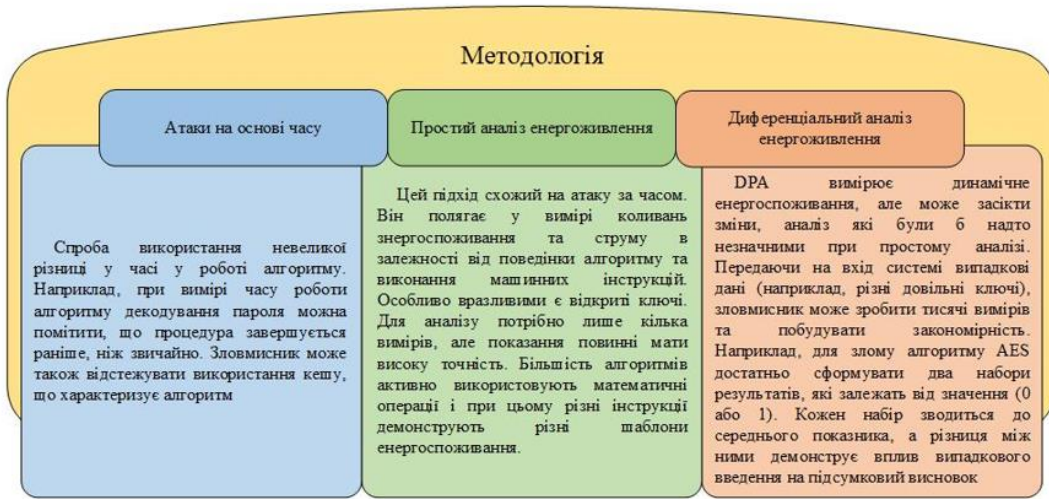 Методологія
Атаки на основі часу
Спроба використання невеликої
різниці у часі у роботі алгоритму.
Наприклад, при вимірі часу роботи
алгоритму декодування пароля можна
помітити, що процедура завершується
раніше, ніж звичайно. Зловмисник може
також відстежувати використання кешу,
що характеризує алгоритм
Простий аналіз енергоживлення
Цей підхід схожий на атаку за часом.
Він полягає у вимірі коливань
знергоспоживання та струму в
залежності від поведінки алгоритму та
виконання машинних інструкцій.
Особливо вразливими є відкриті ключі.
Для аналізу потрібно лише кілька
вимірів, але показання повинні мати
високу точність. Більшість алгоритмів
активно використовують математичні
операції і при цьому різні інструкції
демонструють різні шаблони
енергоспоживання.
Диференціальний аналіз
енергоживлення
DPA вимірює динамічне
енергоспоживання, але може засікти
зміни, аналіз які були б надто
незначними при простому аналізі.
Передаючи на вхід системі випадкові
дані (наприклад, різні довільні ключі),
зловмисник може зробити тисячі вимірів
та побудувати закономірність.
Наприклад, для злому алгоритму AES
достатньо сформувати два набори
результатів, які залежать від значення (0
або 1). Кожен набір зводиться до
середнього показника, а різниця між
ними демонструє вплив випадкового
введення на підсумковий висновок